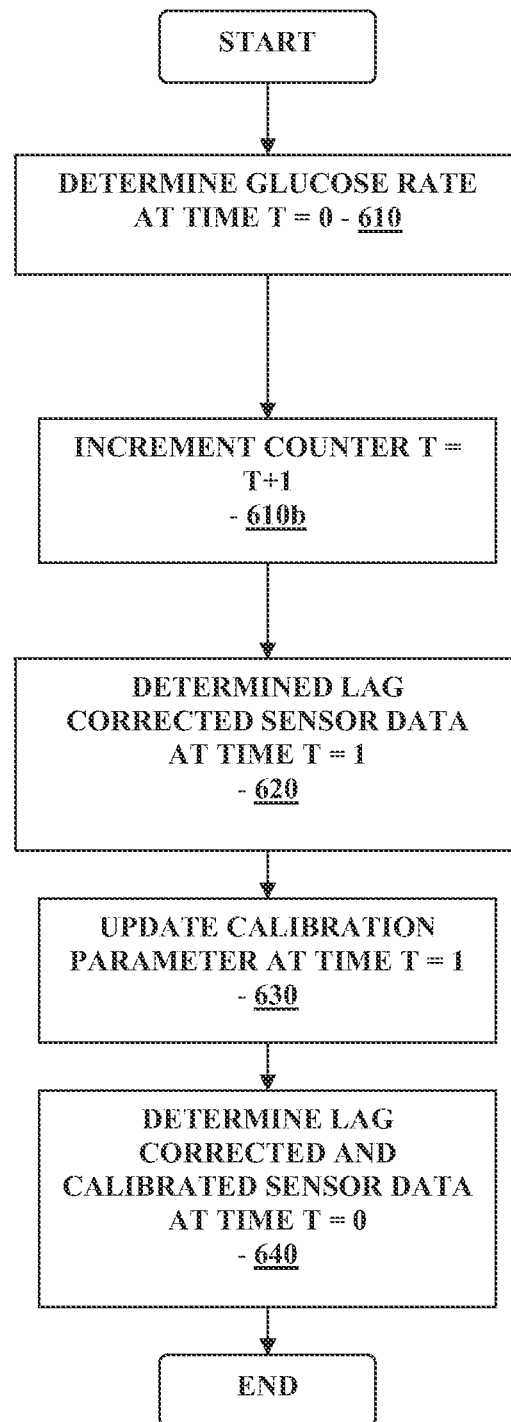 START
DETERMINE GLUCOSE RATE
AT TIME T = 0 - 610
INCREMENT COUNTER T =
T+1
- 610b
DETERMINED LAG
CORRECTED SENSOR DATA
AT TIME T = 1
- 620
UPDATE CALIBRATION
PARAMETER AT TIME T = 1
- 630
DETERMINE LAG
CORRECTED AND
CALIBRATED SENSOR DATA
AT TIME T = 0
- 640
END